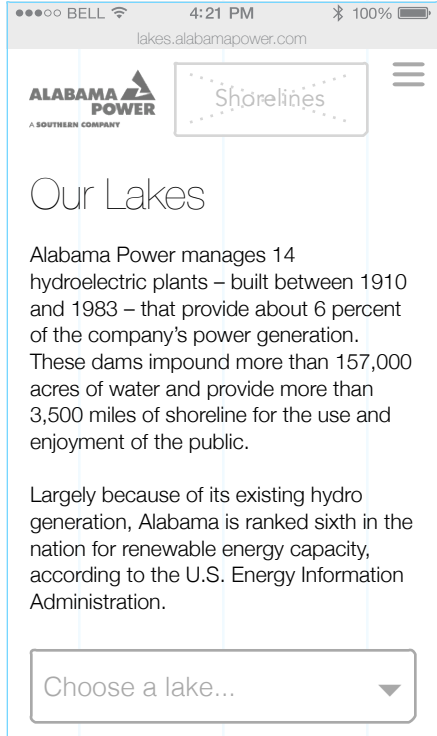 BELL 4:21 PM 100%
lakes.alabamapower.com
ALABAMA
POWER
A SOUTHERN COMPANY
Shorelines
Our Lakes
Alabama Power manages 14
hydroelectric plants – built between 1910
and 1983 – that provide about 6 percent
of the company’s power generation.
These dams impound more than 157,000
acres of water and provide more than
3,500 miles of shoreline for the use and
enjoyment of the public.
Largely because of its existing hydro
generation, Alabama is ranked sixth in the
nation for renewable energy capacity,
according to the U.S. Energy Information
Administration.
Choose a lake...